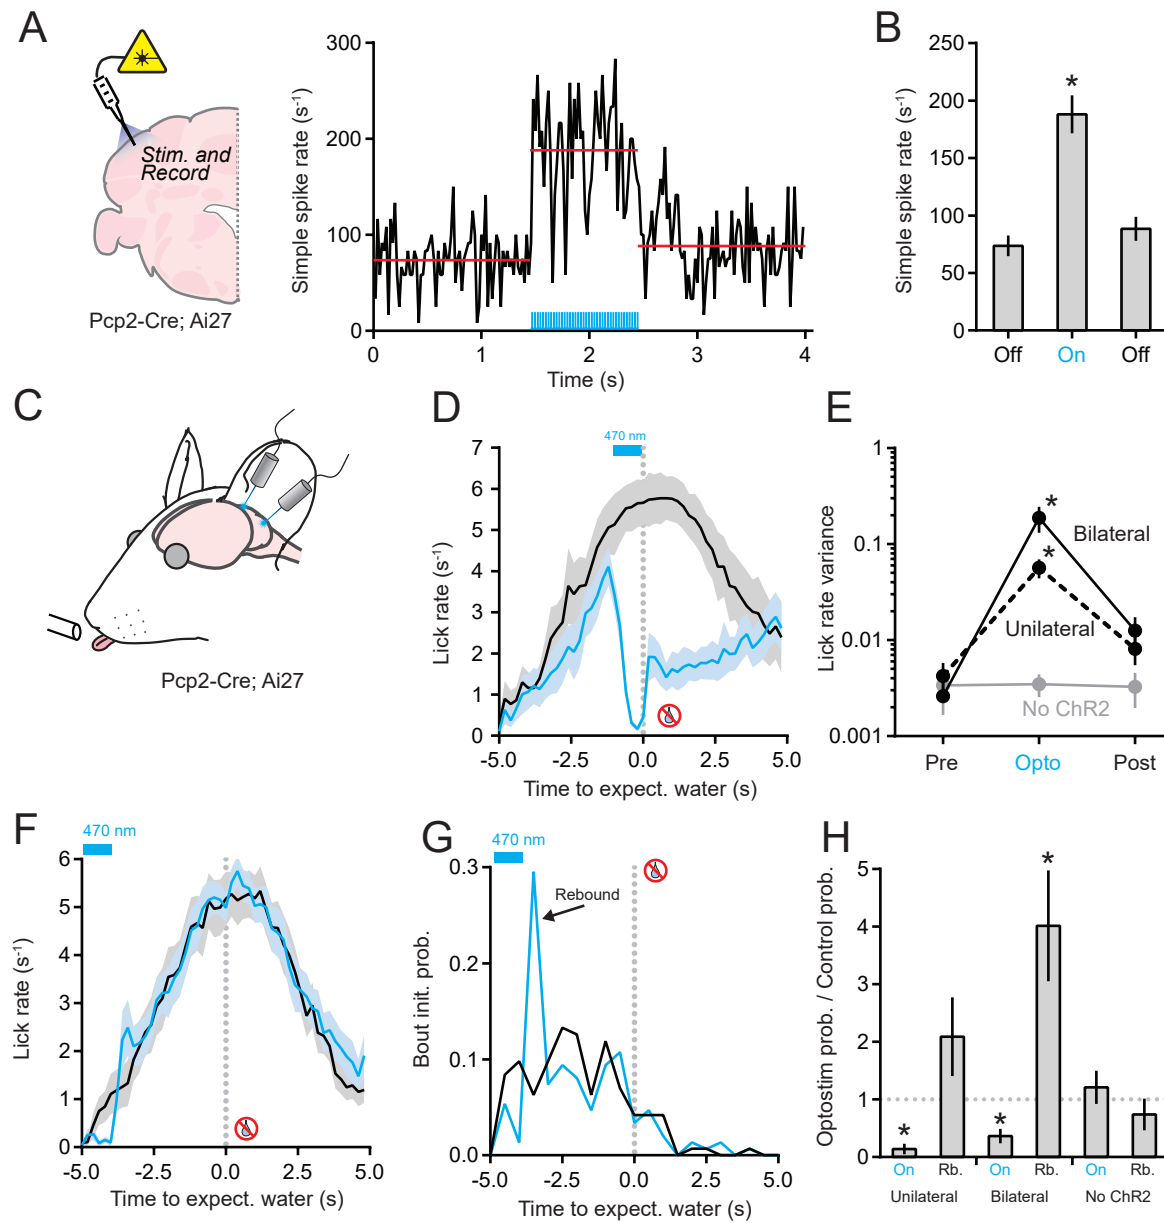 A
Stim. and
Record
Pcp2-Cre; Ai27
Simple spike rate (s⁻¹)
300
200
100
0
0
1
2
3
4
Time (s)
B
Simple spike rate (s⁻¹)
250
200
150
100
50
0
*
Off
On
Off
C
Pcp2-Cre; Ai27
D
470 nm
Lick rate (s⁻¹)
7
6
5
4
3
2
1
0
-5.0
-2.5
0.0
2.5
5.0
Time to expect. water (s)
E
Lick rate variance
1
0.1
0.01
0.001
*
Bilateral
*
Unilateral
No ChR2
Pre
Opto
Post
F
470 nm
Lick rate (s⁻¹)
6
5
4
3
2
1
0
-5.0
-2.5
0.0
2.5
5.0
Time to expect. water (s)
G
470 nm
Bout init. prob.
0.3
0.2
0.1
0.0
Rebound
-5.0
-2.5
0.0
2.5
5.0
Time to expect. water (s)
H
Optostim prob. / Control prob.
5
4
3
2
1
0
*
*
*
On
Rb.
On
Rb.
On
Rb.
Unilateral
Bilateral
No ChR2